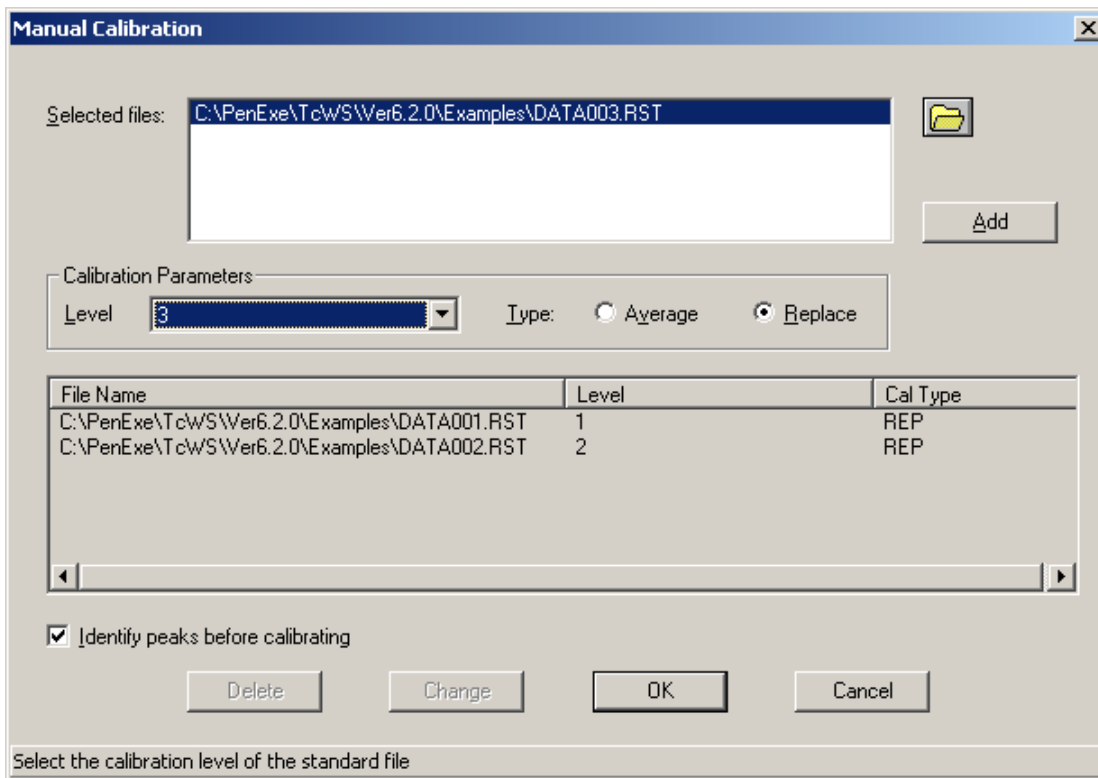 Manual Calibration
Selected files: C:\PenExe\TcWS\Ver6.2.0\Examples\DATA003.RST
Add
Calibration Parameters
Level 3 Type: Average Replace
File Name Level Cal Type
C:\PenExe\TcWS\Ver6.2.0\Examples\DATA001.RST 1 REP
C:\PenExe\TcWS\Ver6.2.0\Examples\DATA002.RST 2 REP
Identify peaks before calibrating
Delete Change OK Cancel
Select the calibration level of the standard file